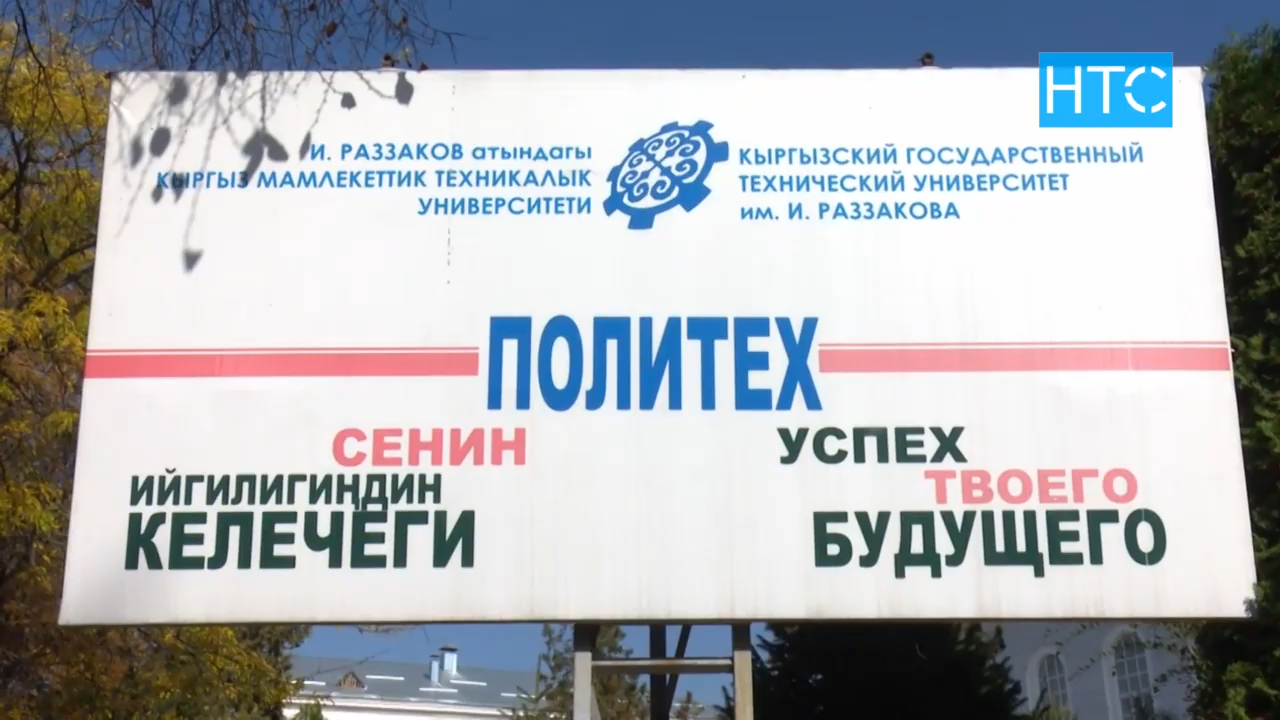 НТС
И. РАЗЗАКОВ атындагы
КЫРГЫЗ МАМЛЕКЕТТИК ТЕХНИКАЛЫК
УНИВЕРСИТЕТИ
КЫРГЫЗСКИЙ ГОСУДАРСТВЕННЫЙ
ТЕХНИЧЕСКИЙ УНИВЕРСИТЕТ
им. И. РАЗЗАКОВА
ПОЛИТЕХ
СЕНИН
ИЙГИЛИГИҢДИН
КЕЛЕЧЕГИ
УСПЕХ
ТВОЕГО
БУДУЩЕГО